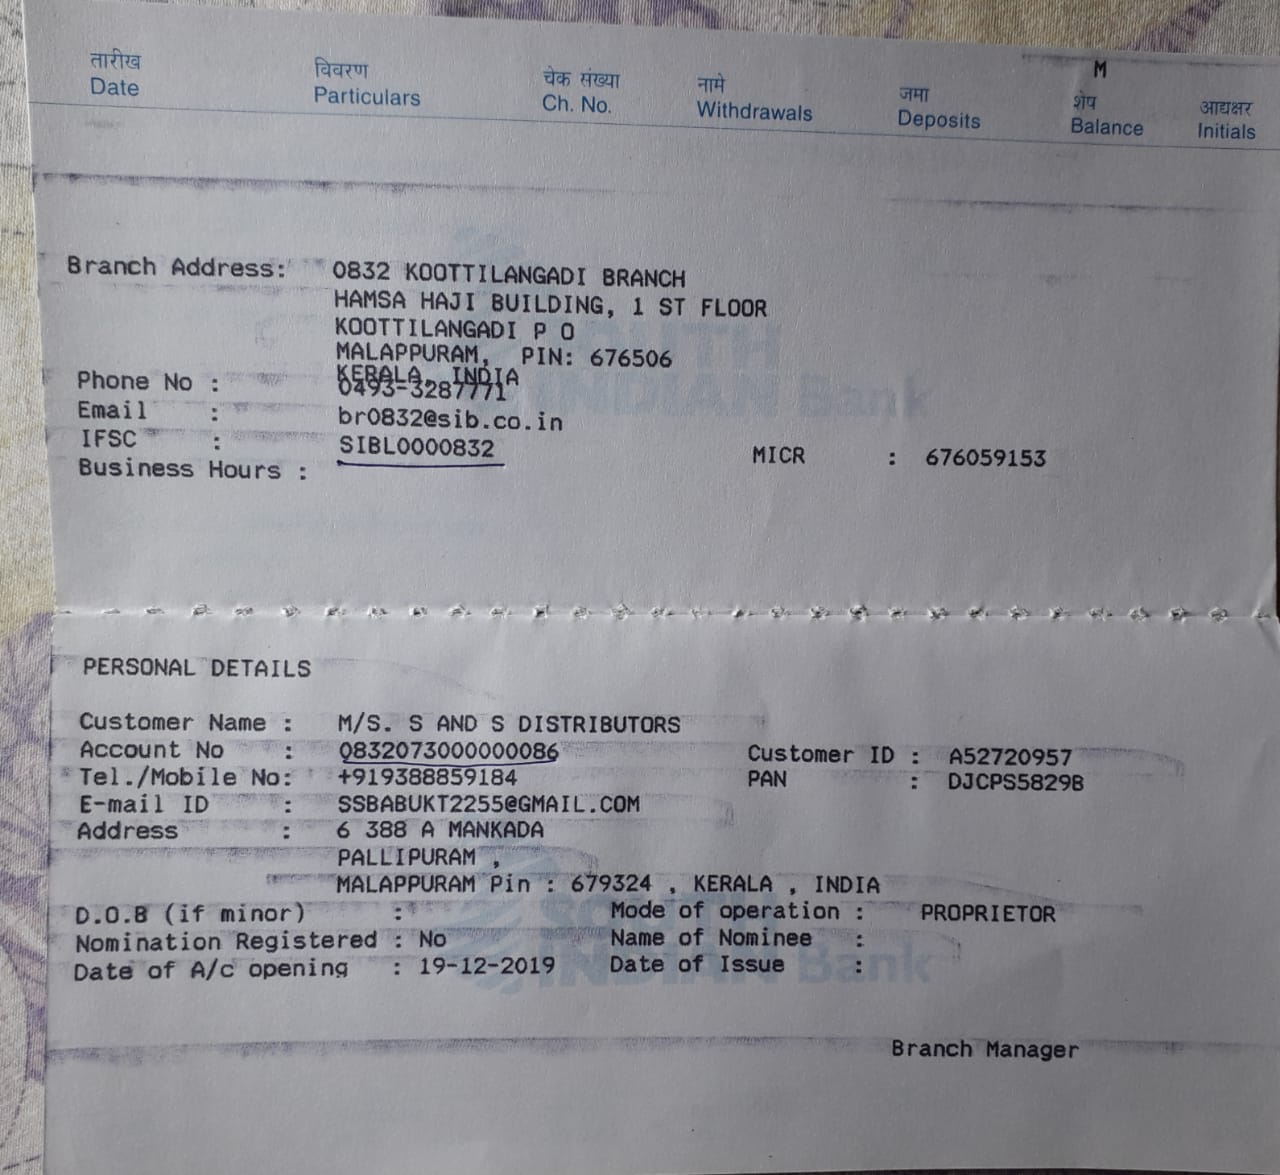 M
तारीख विवरण चेक संख्या नामे जमा शेष आद्यक्षर
Date Particulars Ch. No. Withdrawals Deposits Balance Initials
Branch Address: 0832 KOOTTILANGADI BRANCH
HAMSA HAJI BUILDING, 1 ST FLOOR
KOOTTILANGADI P O
MALAPPURAM, PIN: 676506
KERALA, INDIA
Phone No : 0493-3287771
Email : br0832@sib.co.in
IFSC : SIBL0000832 MICR : 676059153
Business Hours :
SOUTH
INDIAN Bank
PERSONAL DETAILS
Customer Name : M/S. S AND S DISTRIBUTORS
Account No : 0832073000000086 Customer ID : A52720957
Tel./Mobile No: +919388859184 PAN : DJCPS5829B
E-mail ID : SSBABUKT2255@GMAIL.COM
Address : 6 388 A MANKADA
PALLIPURAM ,
MALAPPURAM Pin : 679324 , KERALA , INDIA
D.O.B (if minor) : Mode of operation : PROPRIETOR
Nomination Registered : No Name of Nominee :
Date of A/c opening : 19-12-2019 Date of Issue :
SOUTH
INDIAN Bank
Branch Manager